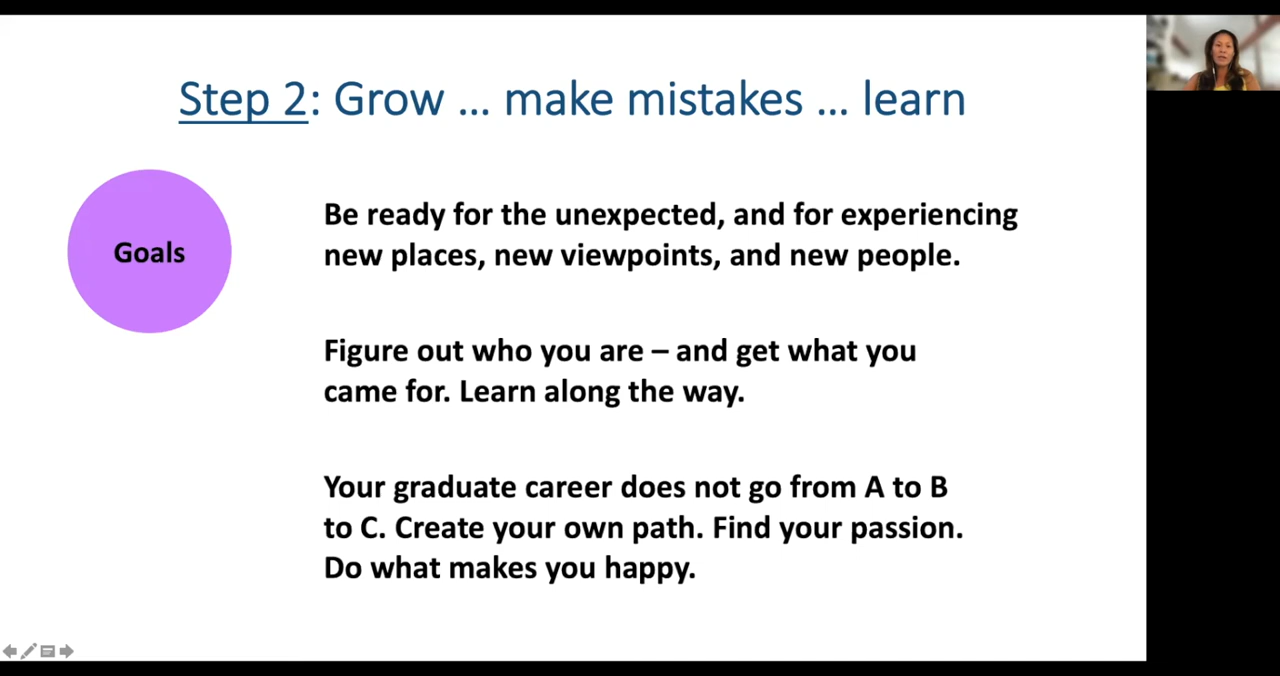 Step 2: Grow … make mistakes … learn
Goals
Be ready for the unexpected, and for experiencing
new places, new viewpoints, and new people.
Figure out who you are – and get what you
came for. Learn along the way.
Your graduate career does not go from A to B
to C. Create your own path. Find your passion.
Do what makes you happy.